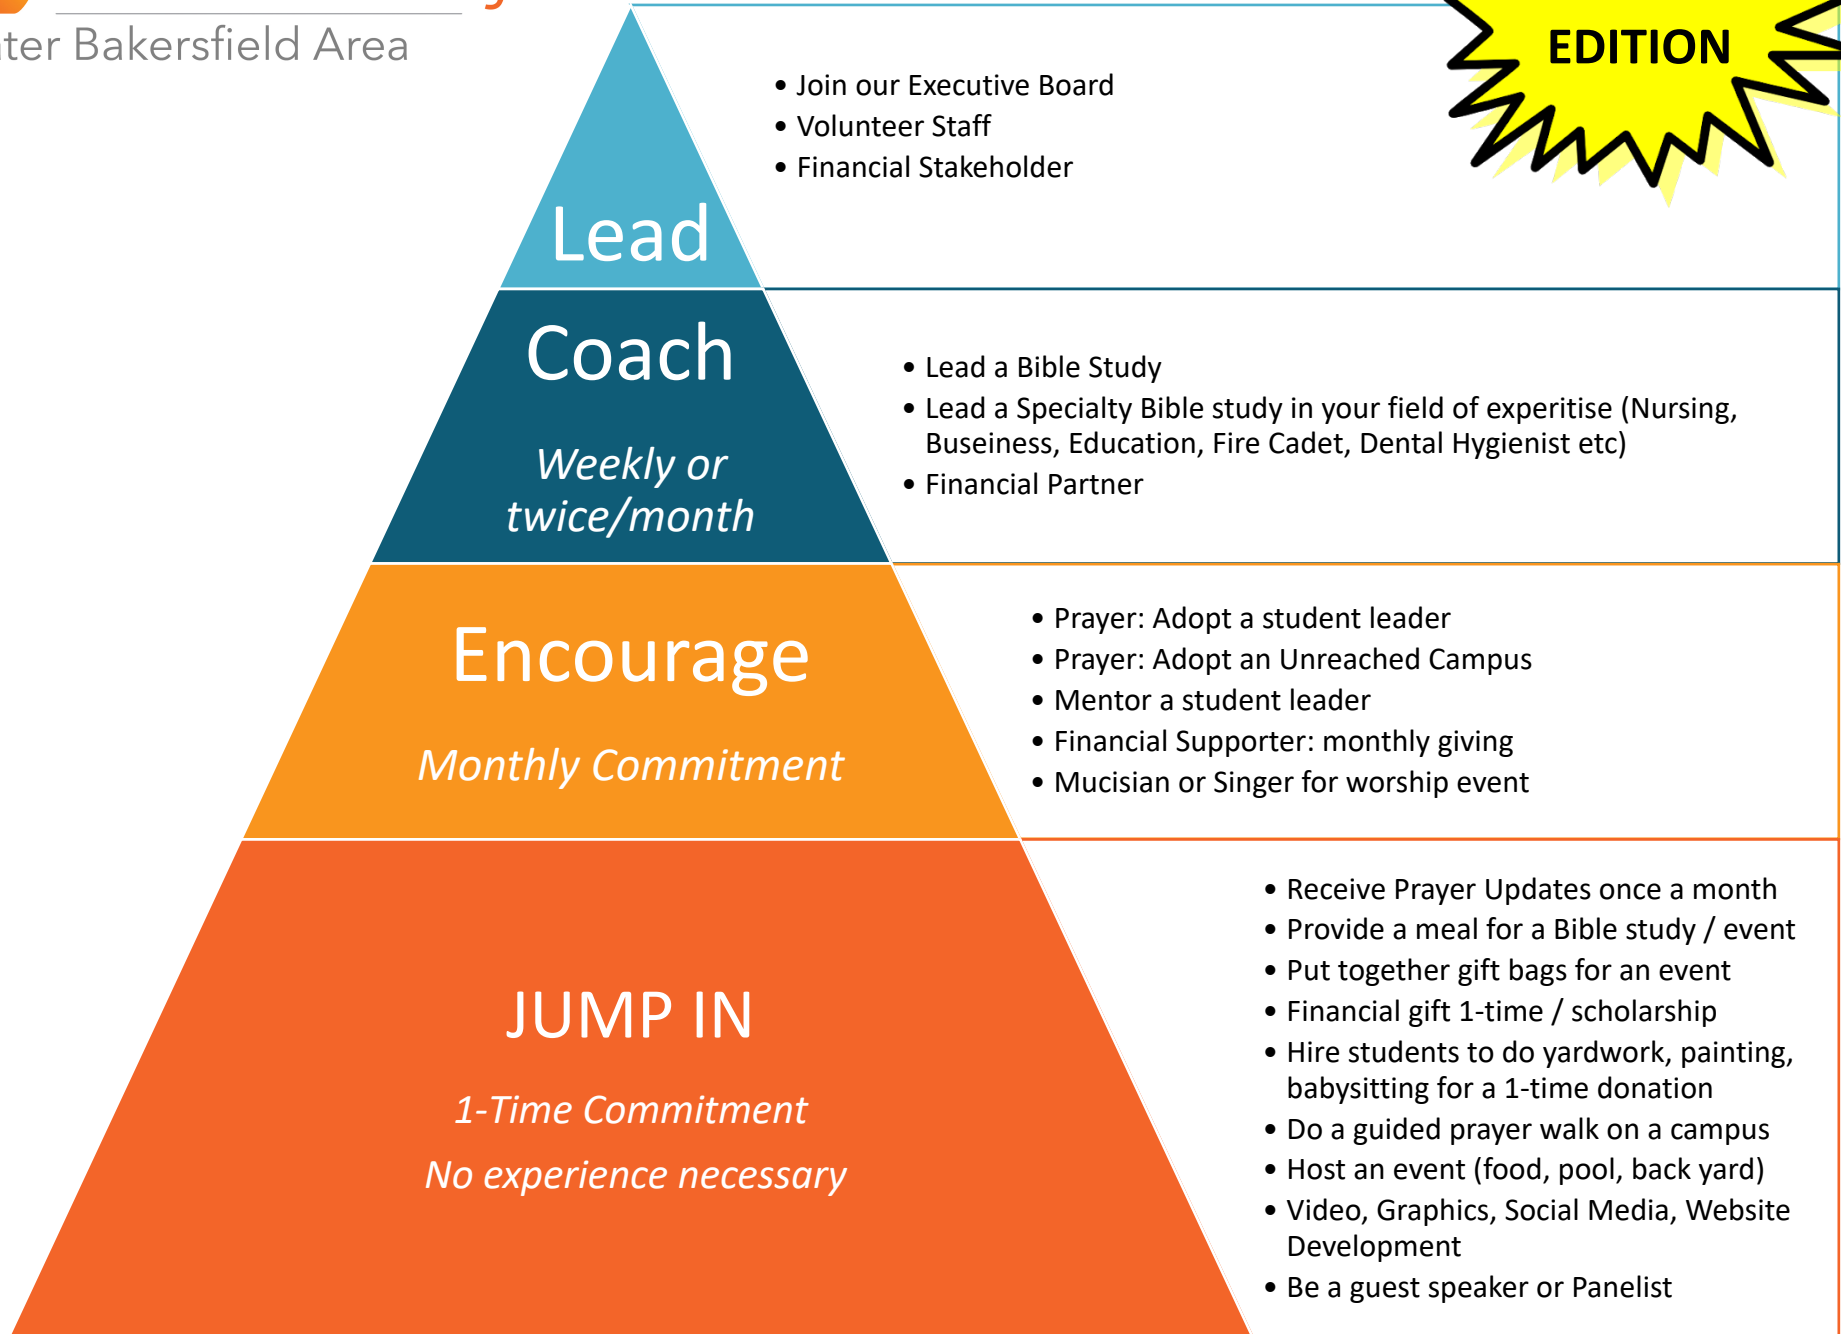 Bakersfield Area
EDITION
• Join our Executive Board
• Volunteer Staff
• Financial Stakeholder
Lead
Coach
Weekly or
twice/month
• Lead a Bible Study
• Lead a Specialty Bible study in your field of experitise (Nursing,
Buseiness, Education, Fire Cadet, Dental Hygienist etc)
• Financial Partner
Encourage
Monthly Commitment
• Prayer: Adopt a student leader
• Prayer: Adopt an Unreached Campus
• Mentor a student leader
• Financial Supporter: monthly giving
• Mucisian or Singer for worship event
JUMP IN
1-Time Commitment
No experience necessary
• Receive Prayer Updates once a month
• Provide a meal for a Bible study / event
• Put together gift bags for an event
• Financial gift 1-time / scholarship
• Hire students to do yardwork, painting,
babysitting for a 1-time donation
• Do a guided prayer walk on a campus
• Host an event (food, pool, back yard)
• Video, Graphics, Social Media, Website
Development
• Be a guest speaker or Panelist